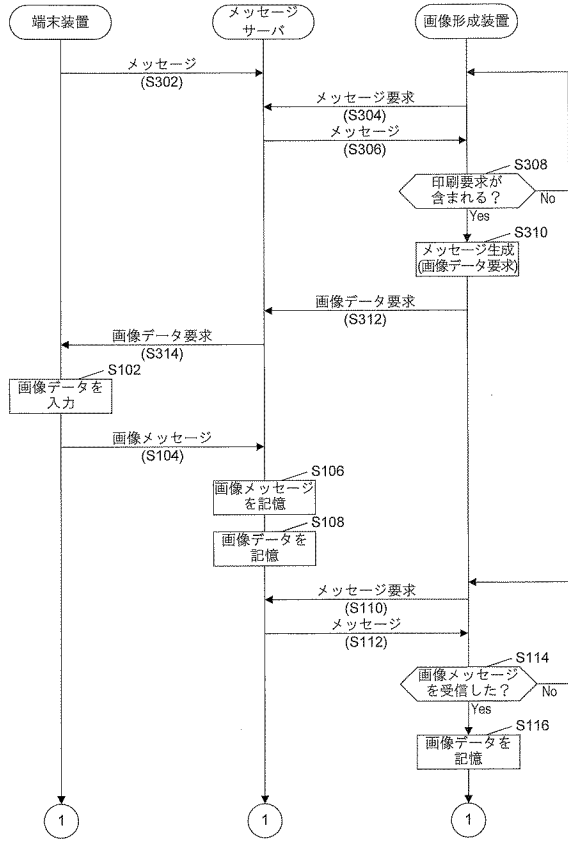 端末装置
メッセージ
サーバ
画像形成装置
メッセージ
(S302)
メッセージ要求
(S304)
メッセージ
(S306)
S308
印刷要求が
含まれる？
No
Yes
S310
メッセージ生成
(画像データ要求)
画像データ要求
(S312)
画像データ要求
(S314)
S102
画像データを
入力
画像メッセージ
(S104)
S106
画像メッセージ
を記憶
S108
画像データを
記憶
メッセージ要求
(S110)
メッセージ
(S112)
S114
画像メッセージ
を受信した？
No
Yes
S116
画像データを
記憶
1
1
1